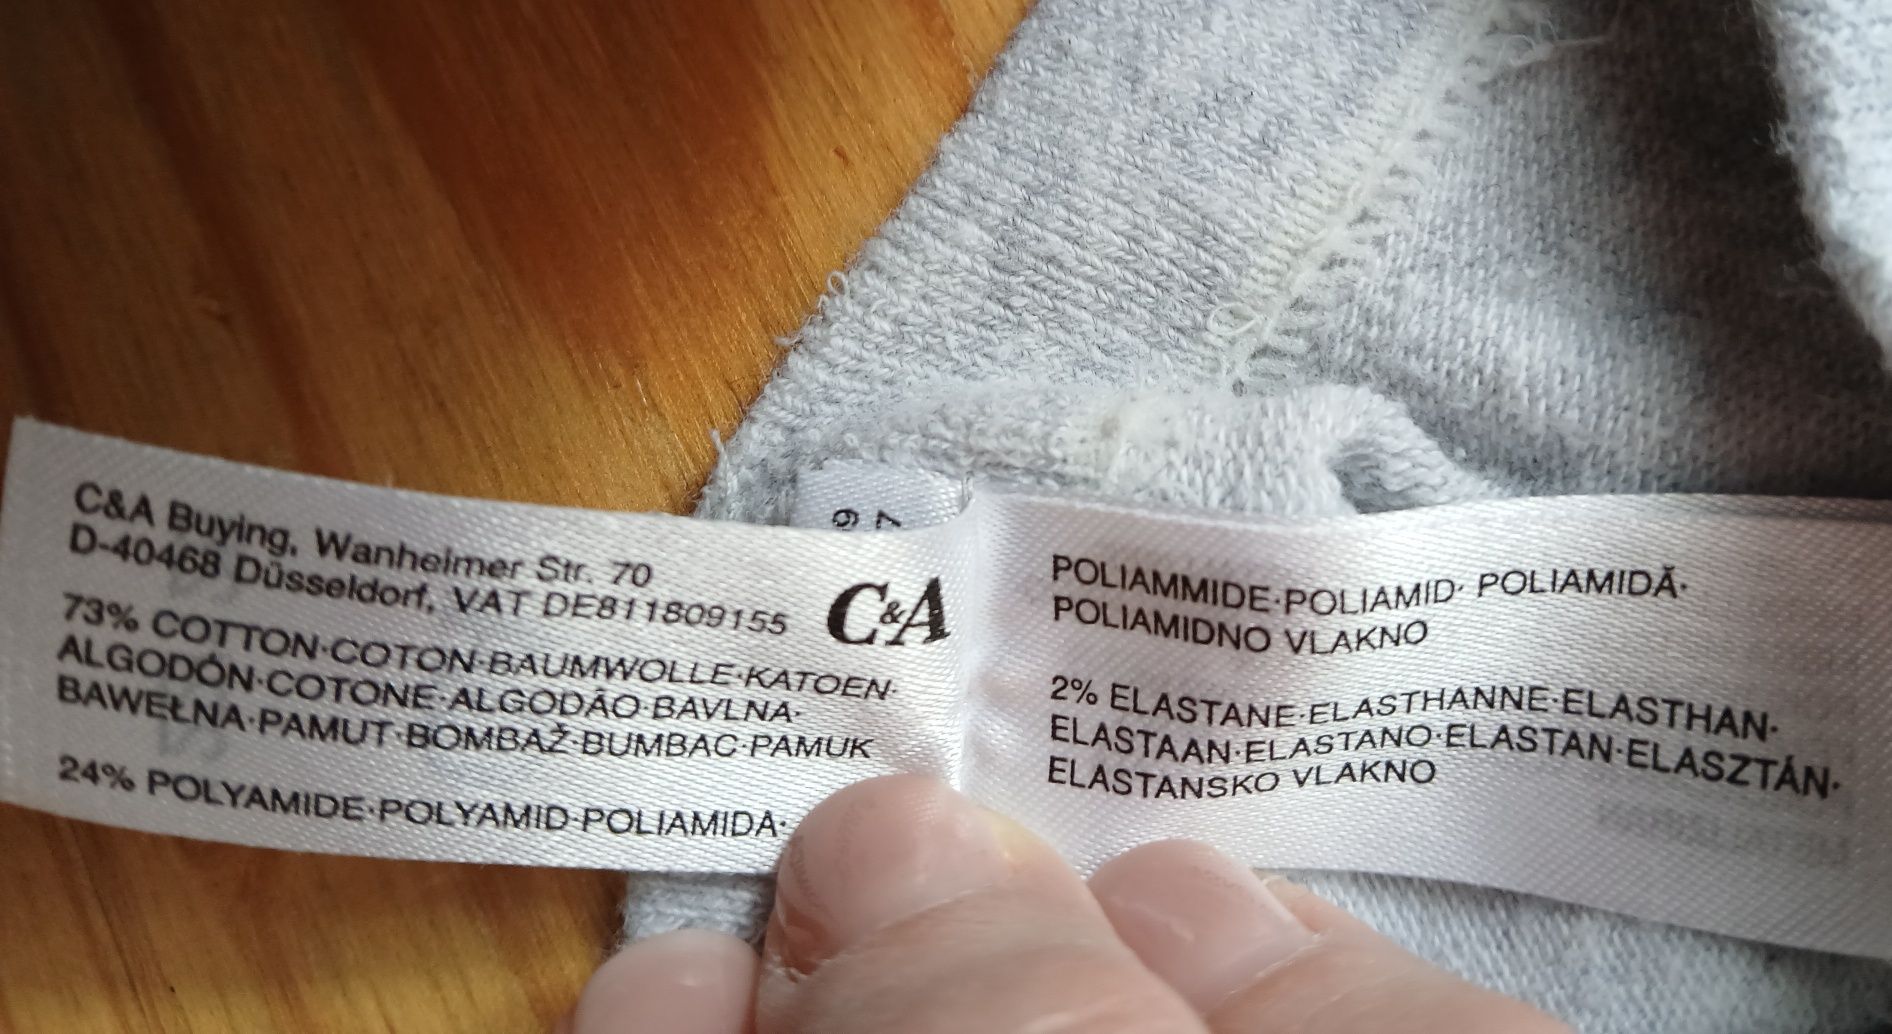 C&A Buying, Wanheimer Str. 70
D-40468 Düsseldorf, VAT DE811809155
C&A
73% COTTON·COTON·BAUMWOLLE·KATOEN·
ALGODÓN·COTONE·ALGODÃO·BAVLNA·
BAWEŁNA·PAMUT·BOMBAŽ·BUMBAC·PAMUK
24% POLYAMIDE·POLYAMID·POLIAMIDA·
POLIAMMIDE·POLIAMID·POLIAMIDĂ·
POLIAMIDNO VLAKNO
2% ELASTANE·ELASTHANNE·ELASTHAN·
ELASTAAN·ELASTANO·ELASTAN·ELASZTÁN·
ELASTANSKO VLAKNO